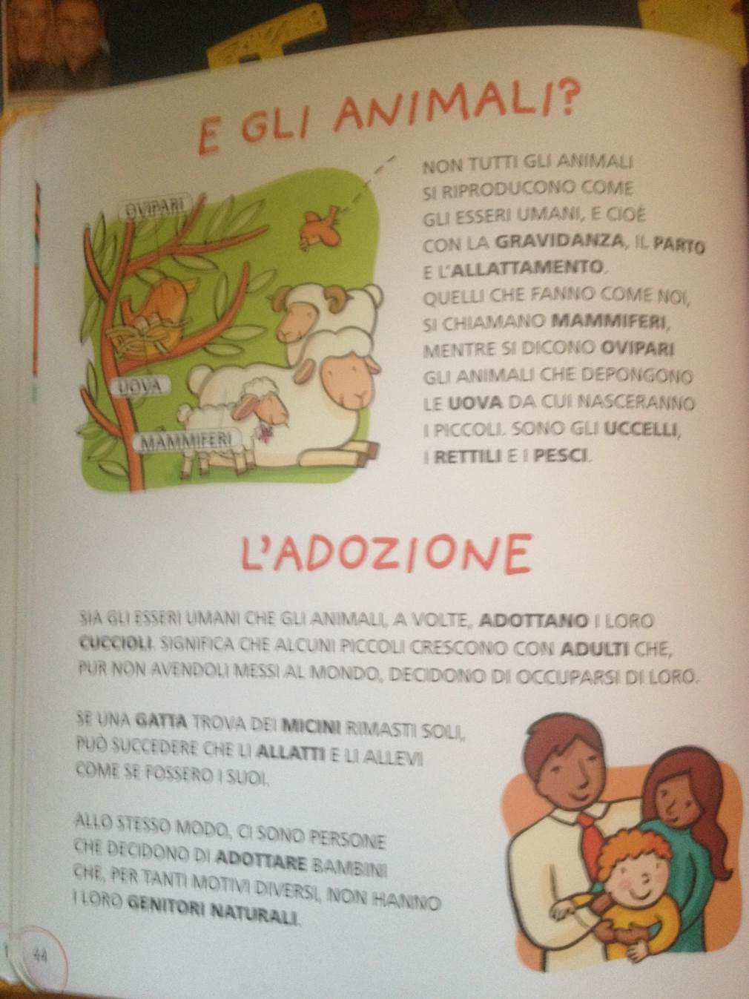 E GLI ANIMALI?
OVIPARI
UOVA
MAMMIFERI
NON TUTTI GLI ANIMALI
SI RIPRODUCONO COME
GLI ESSERI UMANI, E CIOÈ
CON LA GRAVIDANZA, IL PARTO
E L'ALLATTAMENTO.
QUELLI CHE FANNO COME NOI,
SI CHIAMANO MAMMIFERI,
MENTRE SI DICONO OVIPARI
GLI ANIMALI CHE DEPONGONO
LE UOVA DA CUI NASCERANNO
I PICCOLI. SONO GLI UCCELLI,
I RETTILI E I PESCI.
L'ADOZIONE
SIA GLI ESSERI UMANI CHE GLI ANIMALI, A VOLTE, ADOTTANO I LORO
CUCCIOLI. SIGNIFICA CHE ALCUNI PICCOLI CRESCONO CON ADULTI CHE,
PUR NON AVENDOLI MESSI AL MONDO, DECIDONO DI OCCUPARSI DI LORO.
SE UNA GATTA TROVA DEI MICINI RIMASTI SOLI,
PUÒ SUCCEDERE CHE LI ALLATTI E LI ALLEVI
COME SE FOSSERO I SUOI.
ALLO STESSO MODO, CI SONO PERSONE
CHE DECIDONO DI ADOTTARE BAMBINI
CHE, PER TANTI MOTIVI DIVERSI, NON HANNO
I LORO GENITORI NATURALI.
44